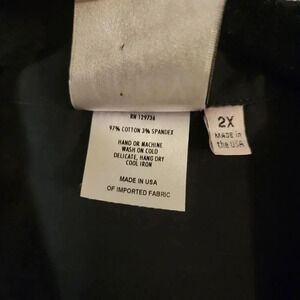 RN 129736
97% COTTON 3% SPANDEX
HAND OR MACHINE
WASH ON COLD
DELICATE, HANG DRY
COOL IRON
MADE IN USA
OF IMPORTED FABRIC
2X
MADE in
the USA